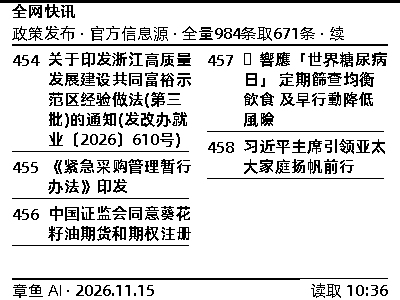 全网快讯
政策发布 · 官方信息源 · 全量984条取671条 · 续
454 关于印发浙江高质量
发展建设共同富裕示
范区经验做法(第三
批)的通知(发改办就
业〔2026〕610号)
455 《紧急采购管理暂行
办法》印发
456 中国证监会同意葵花
籽油期货和期权注册
457 𠹌 響應「世界糖尿病
日」 定期篩查均衡
飲食 及早行動降低
風險
458 习近平主席引领亚太
大家庭扬帆前行
章鱼 AI · 2026.11.15
读取 10:36